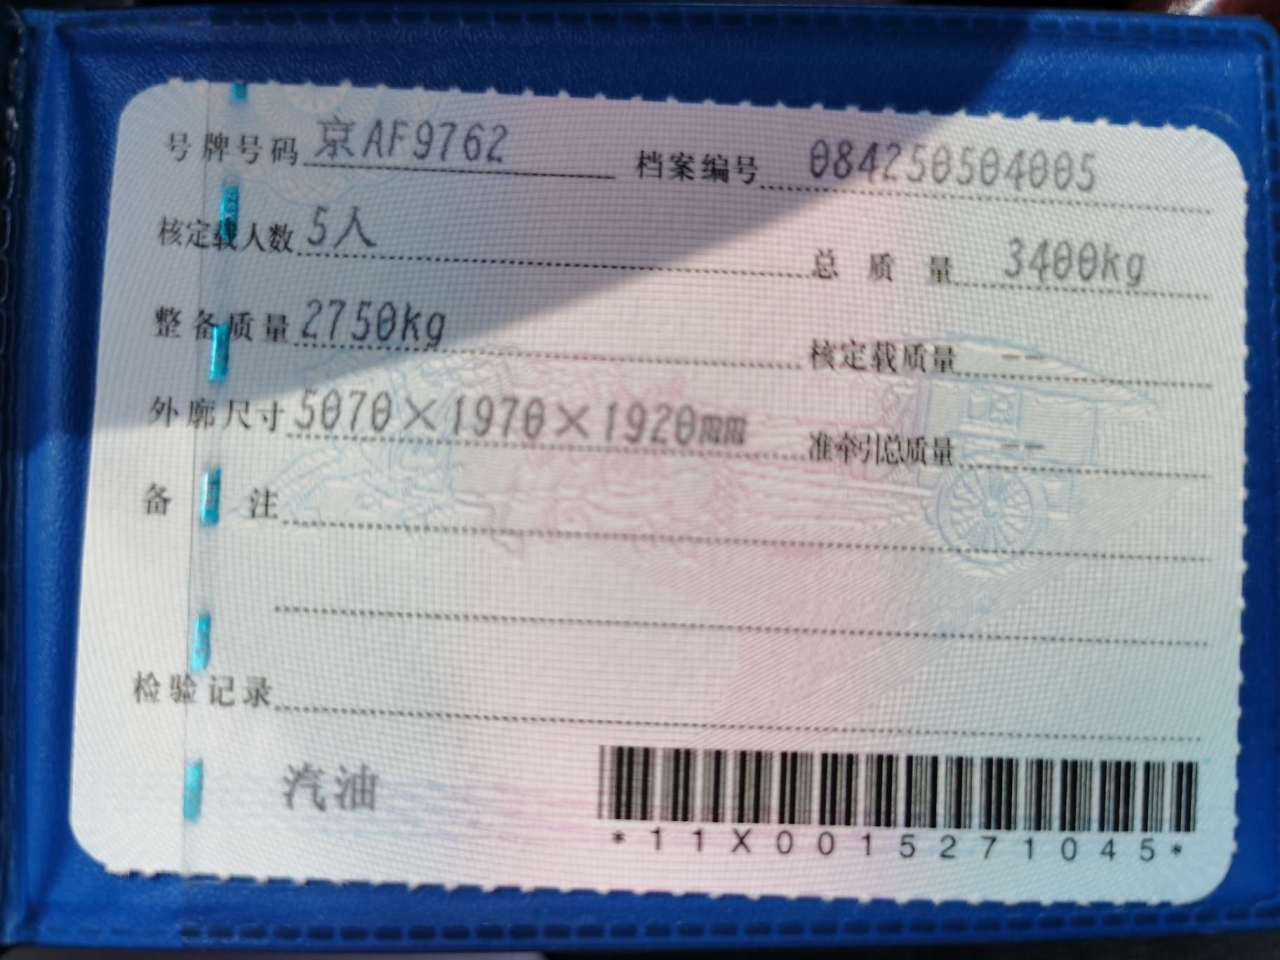 号牌号码 京AF9762 档案编号 084250504005
核定载人数 5人 总质量 3400kg
整备质量 2750kg 核定载质量 --
外廓尺寸 5070×1970×1920mm 准牵引总质量 --
备注
检验记录
汽油
*11X0015271045*